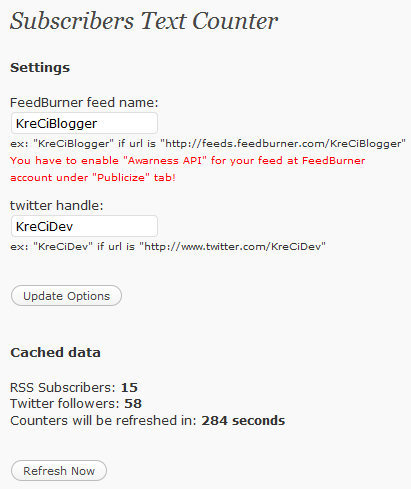 Subscribers Text Counter
Settings
FeedBurner feed name:
KreCiBlogger
ex: "KreCiBlogger" if url is "http://feeds.feedburner.com/KreCiBlogger"
You have to enable "Awarness API" for your feed at FeedBurner
account under "Publicize" tab!
twitter handle:
KreCiDev
ex: "KreCiDev" if url is "http://www.twitter.com/KreCiDev"
Update Options
Cached data
RSS Subscribers: 15
Twitter followers: 58
Counters will be refreshed in: 284 seconds
Refresh Now